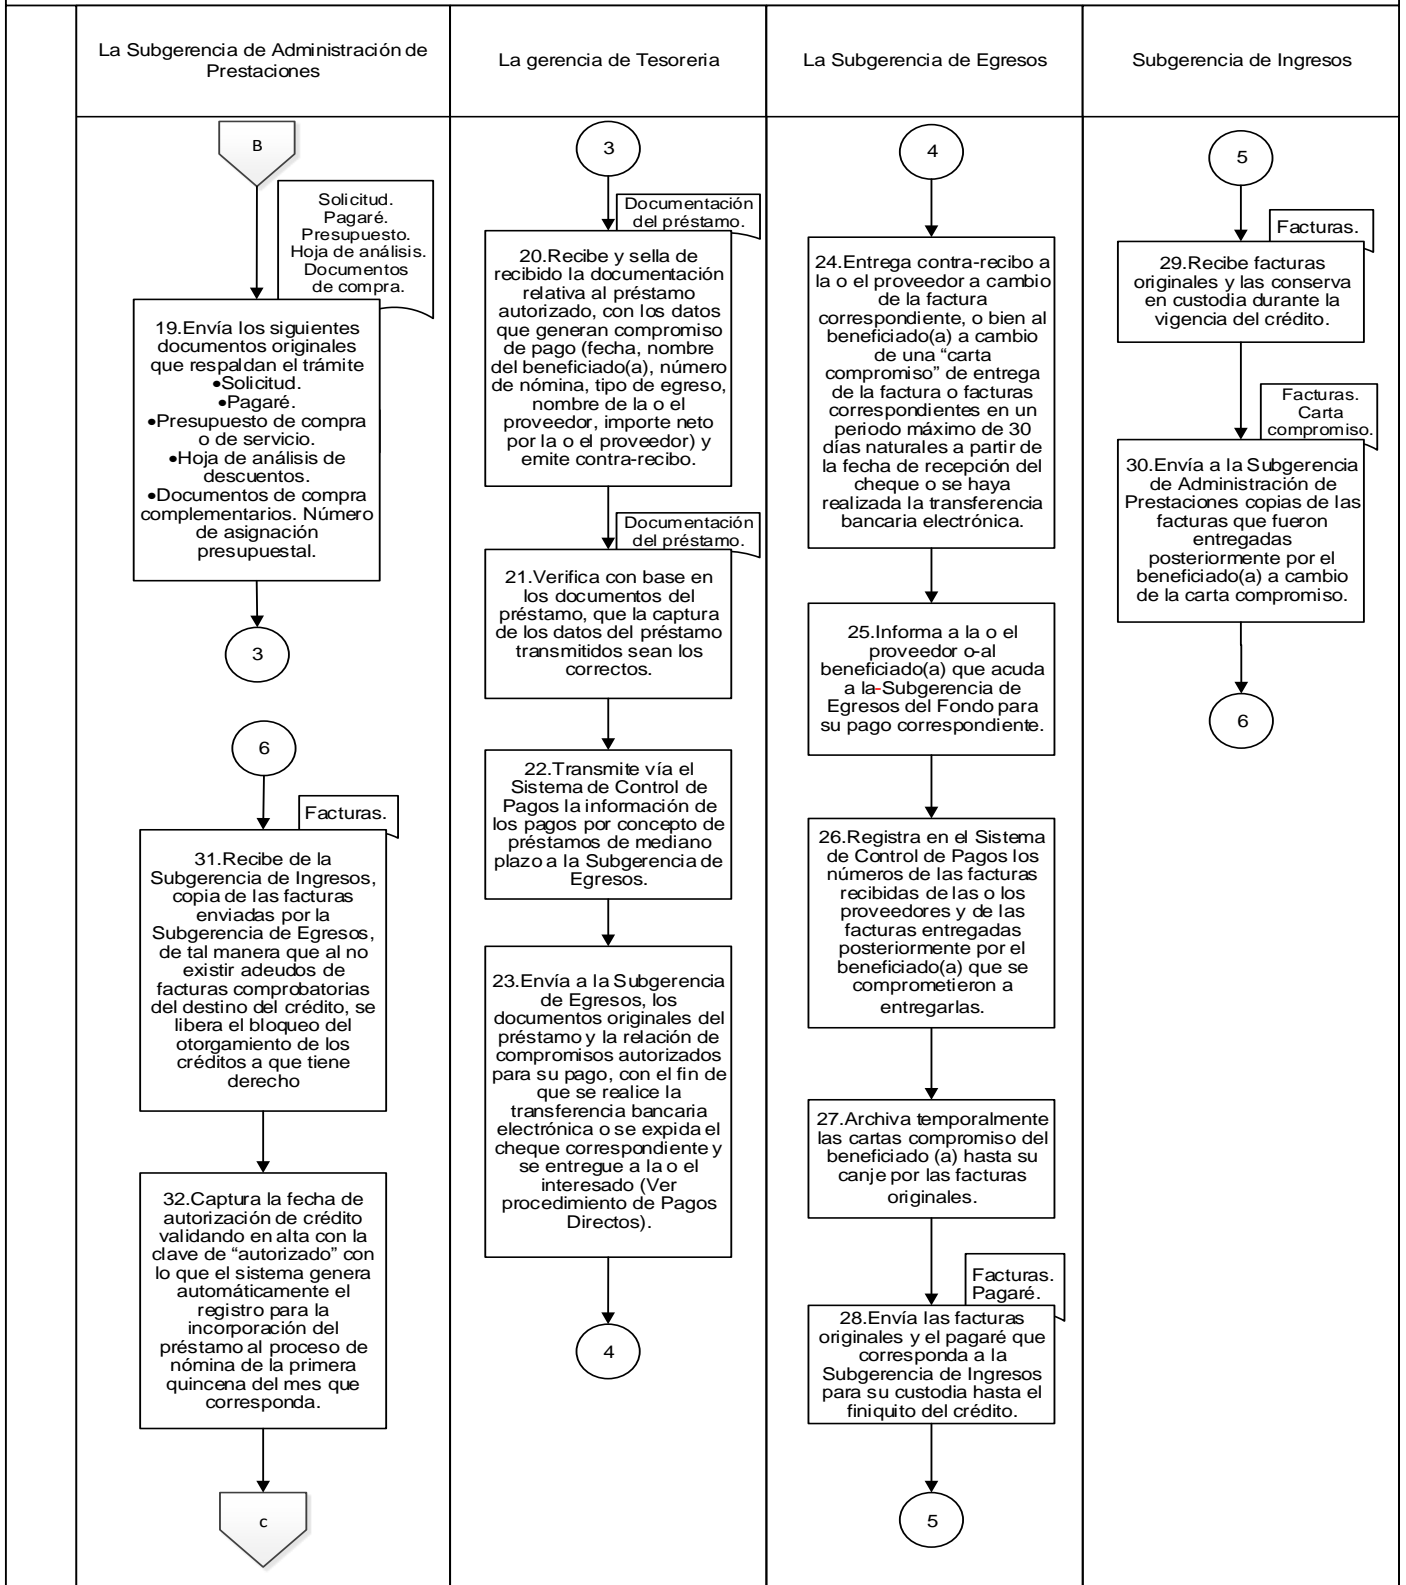 La Subgerencia de Administración de
Prestaciones
La gerencia de Tesoreria
La Subgerencia de Egresos
Subgerencia de Ingresos
B
Solicitud.
Pagaré.
Presupuesto.
Hoja de análisis.
Documentos
de compra.
19.Envía los siguientes
documentos originales
que respaldan el trámite
•Solicitud.
•Pagaré.
•Presupuesto de compra
o de servicio.
•Hoja de análisis de
descuentos.
•Documentos de compra
complementarios. Número
de asignación
presupuestal.
3
6
Facturas.
31.Recibe de la
Subgerencia de Ingresos,
copia de las facturas
enviadas por la
Subgerencia de Egresos,
de tal manera que al no
existir adeudos de
facturas comprobatorias
del destino del crédito, se
libera el bloqueo del
otorgamiento de los
créditos a que tiene
derecho
32.Captura la fecha de
autorización de crédito
validando en alta con la
clave de “autorizado” con
lo que el sistema genera
automáticamente el
registro para la
incorporación del
préstamo al proceso de
nómina de la primera
quincena del mes que
corresponda.
c
3
Documentación
del préstamo.
20.Recibe y sella de
recibido la documentación
relativa al préstamo
autorizado, con los datos
que generan compromiso
de pago (fecha, nombre
del beneficiado(a), número
de nómina, tipo de egreso,
nombre de la o el
proveedor, importe neto
por la o el proveedor) y
emite contra-recibo.
Documentación
del préstamo.
21.Verifica con base en
los documentos del
préstamo, que la captura
de los datos del préstamo
transmitidos sean los
correctos.
22.Transmite vía el
Sistema de Control de
Pagos la información de
los pagos por concepto de
préstamos de mediano
plazo a la Subgerencia de
Egresos.
23.Envía a la Subgerencia
de Egresos, los
documentos originales del
préstamo y la relación de
compromisos autorizados
para su pago, con el fin de
que se realice la
transferencia bancaria
electrónica o se expida el
cheque correspondiente y
se entregue a la o el
interesado (Ver
procedimiento de Pagos
Directos).
4
4
24.Entrega contra-recibo a
la o el proveedor a cambio
de la factura
correspondiente, o bien al
beneficiado(a) a cambio
de una “carta
compromiso” de entrega
de la factura o facturas
correspondientes en un
periodo máximo de 30
días naturales a partir de
la fecha de recepción del
cheque o se haya
realizada la transferencia
bancaria electrónica.
25.Informa a la o el
proveedor o-al
beneficiado(a) que acuda
a la-Subgerencia de
Egresos del Fondo para
su pago correspondiente.
26.Registra en el Sistema
de Control de Pagos los
números de las facturas
recibidas de las o los
proveedores y de las
facturas entregadas
posteriormente por el
beneficiado(a) que se
comprometieron a
entregarlas.
27.Archiva temporalmente
las cartas compromiso del
beneficiado (a) hasta su
canje por las facturas
originales.
Facturas.
Pagaré.
28.Envía las facturas
originales y el pagaré que
corresponda a la
Subgerencia de Ingresos
para su custodia hasta el
finiquito del crédito.
5
5
Facturas.
29.Recibe facturas
originales y las conserva
en custodia durante la
vigencia del crédito.
Facturas.
Carta
compromiso.
30.Envía a la Subgerencia
de Administración de
Prestaciones copias de las
facturas que fueron
entregadas
posteriormente por el
beneficiado(a) a cambio
de la carta compromiso.
6